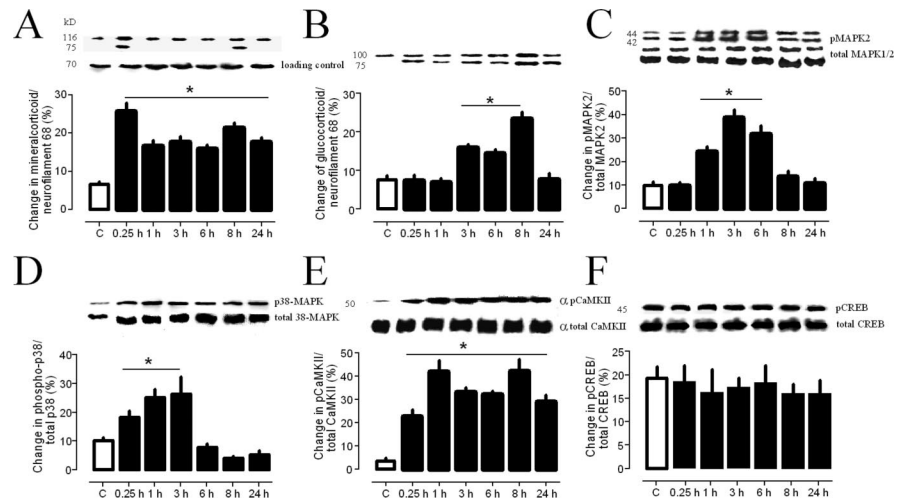 A
kD
116
75
70
loading control
Change in mineralcorticoid/
neurofilament 68 (%)
30
20
10
0
*
C 0.25 h 1 h 3 h 6 h 8 h 24 h
B
100
75
Change of glucocorticoid/
neurofilament 68 (%)
30
20
10
0
*
C 0.25 h 1 h 3 h 6 h 8 h 24 h
C
44
42
pMAPK2
total MAPK1/2
Change in pMAPK2/
total MAPK2 (%)
50
40
30
20
10
0
*
C 0.25 h 1 h 3 h 6 h 8 h 24 h
D
p38-MAPK
total 38-MAPK
Change in phospho-p38/
total p38 (%)
40
30
20
10
0
*
C 0.25 h 1 h 3 h 6 h 8 h 24 h
E
50
α pCaMKII
α total CaMKII
Change in pCaMKII/
total CaMKII (%)
50
40
30
20
10
0
*
C 0.25 h 1 h 3 h 6 h 8 h 24 h
F
45
pCREB
total CREB
Change in pCREB/
total CREB (%)
25
20
15
10
5
0
C 0.25 h 1 h 3 h 6 h 8 h 24 h